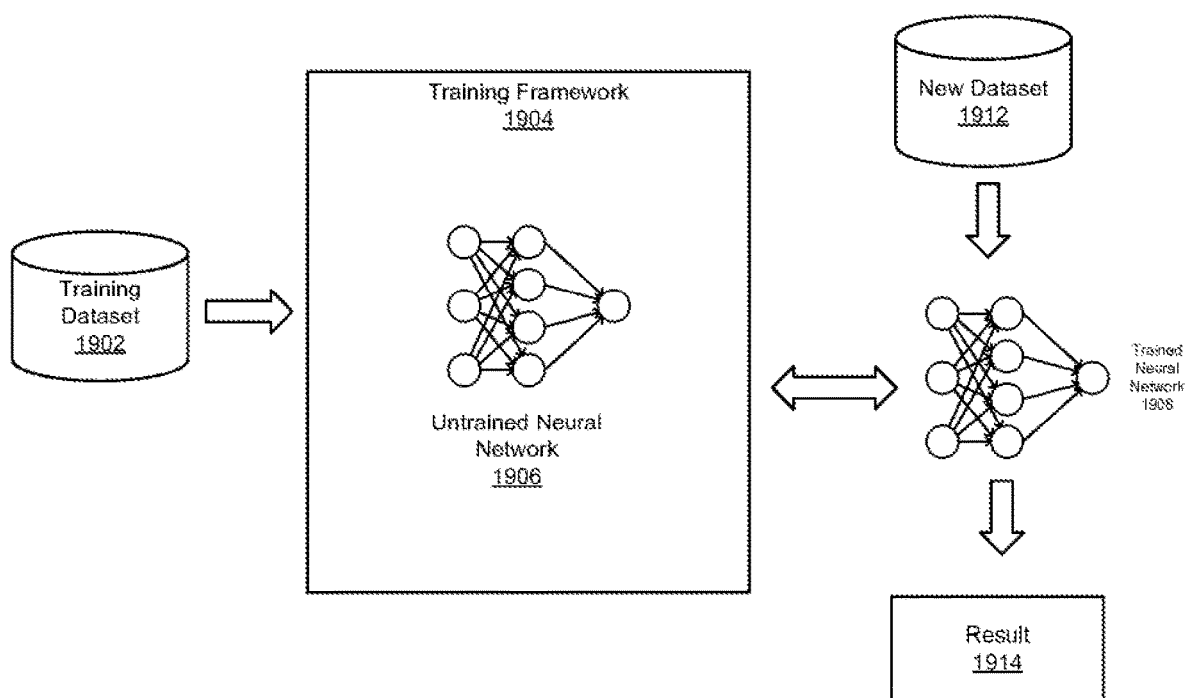 Training Framework
1904
New Dataset
1912
Training
Dataset
1902
Untrained Neural
Network
1906
Trained
Neural
Network
1908
Result
1914